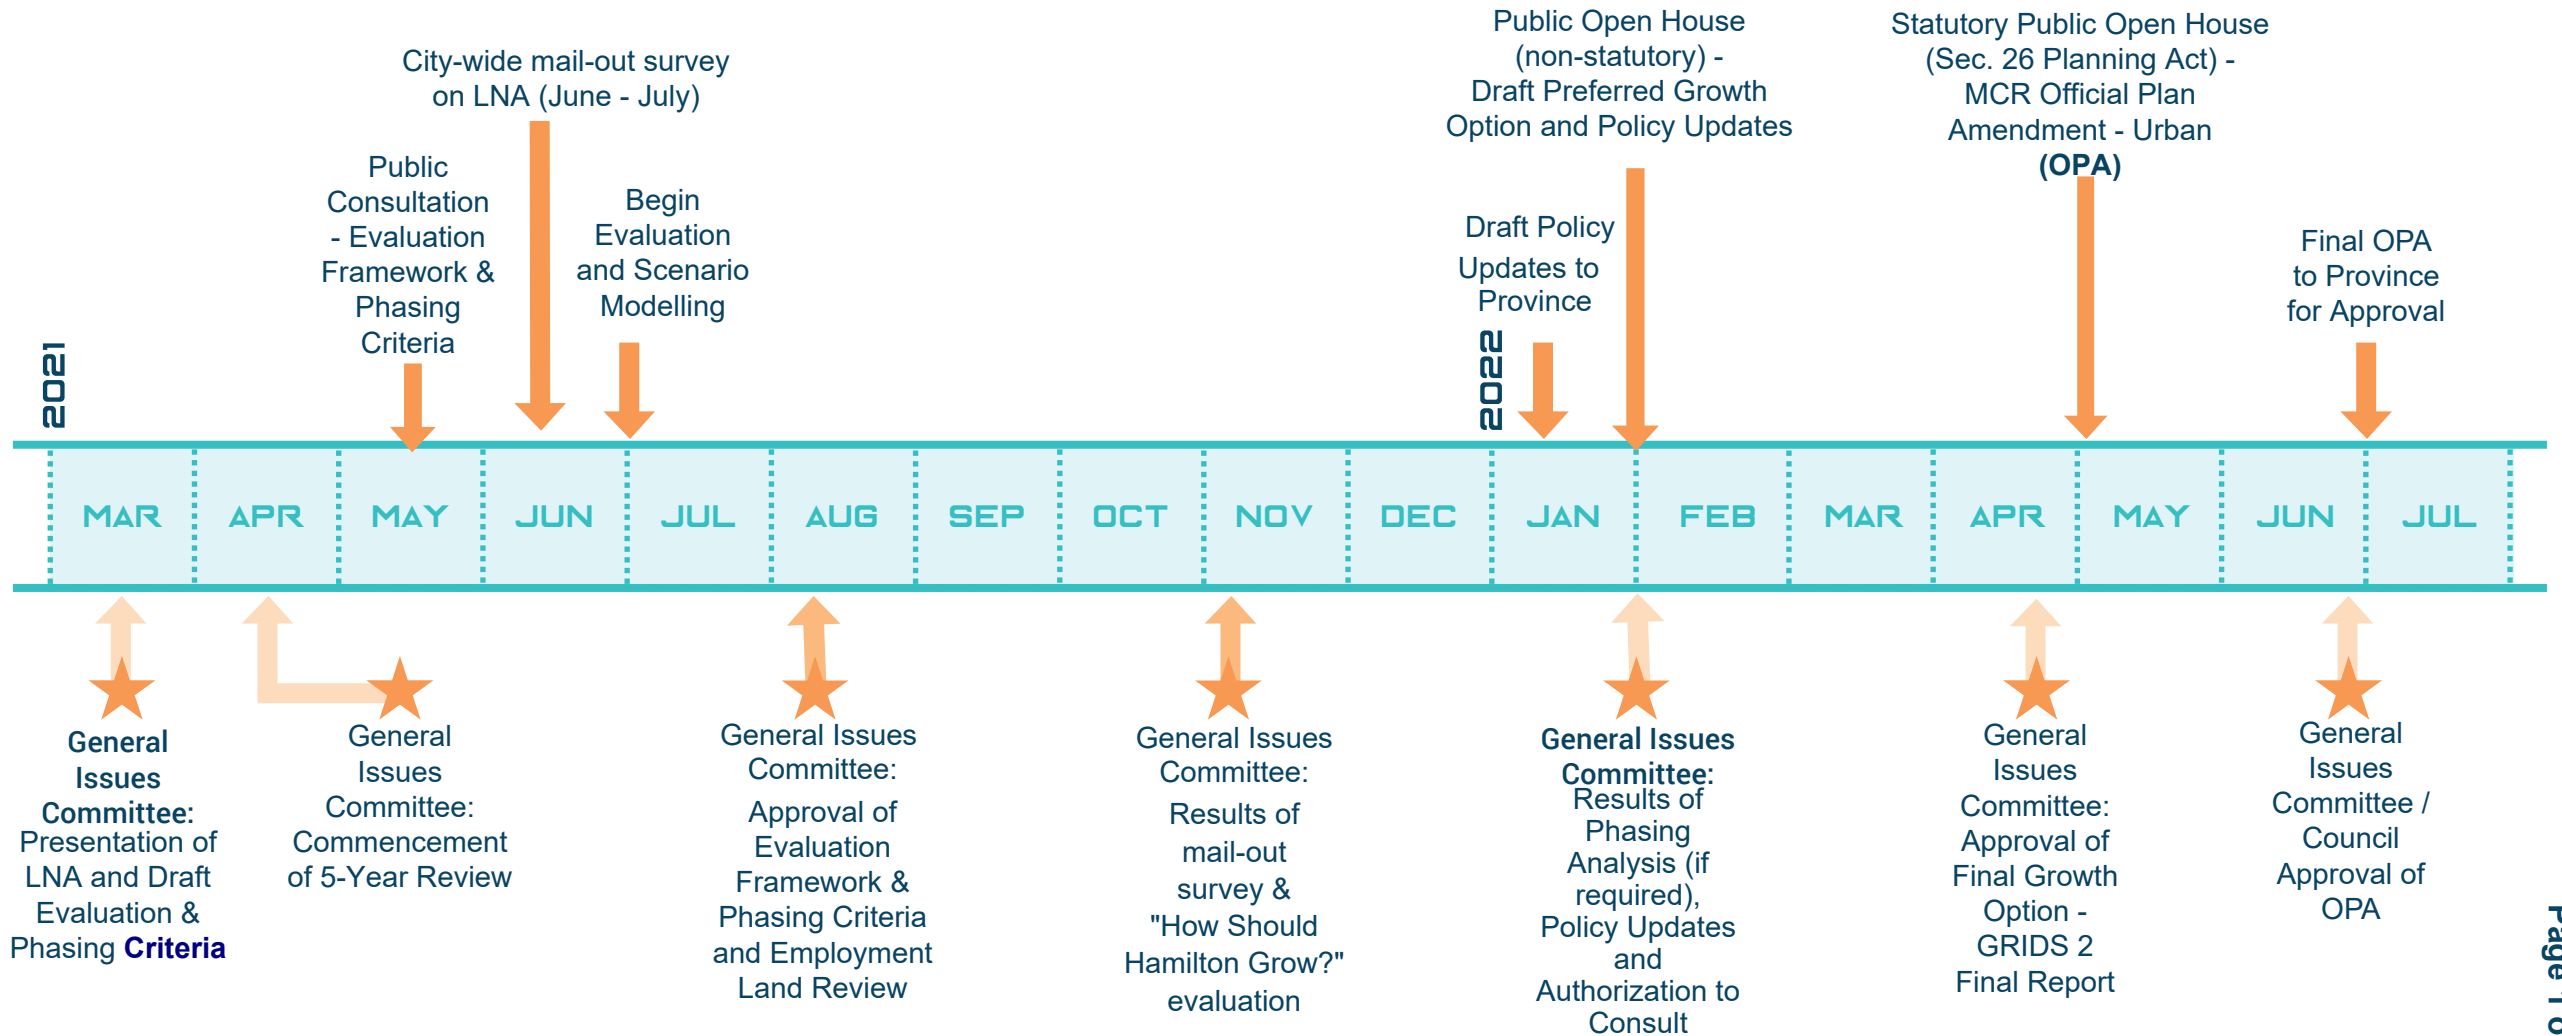 City-wide mail-out survey
on LNA (June - July)
Public
Consultation
- Evaluation
Framework &
Phasing
Criteria
Begin
Evaluation
and Scenario
Modelling
Public Open House
(non-statutory) -
Draft Preferred Growth
Option and Policy Updates
Draft Policy
Updates to
Province
Statutory Public Open House
(Sec. 26 Planning Act) -
MCR Official Plan
Amendment - Urban
(OPA)
Final OPA
to Province
for Approval
2021
2022
MAR APR MAY JUN JUL AUG SEP OCT NOV DEC JAN FEB MAR APR MAY JUN JUL
General
Issues
Committee:
Presentation of
LNA and Draft
Evaluation &
Phasing Criteria
General
Issues
Committee:
Commencement
of 5-Year Review
General Issues
Committee:
Approval of
Evaluation
Framework &
Phasing Criteria
and Employment
Land Review
General Issues
Committee:
Results of
mail-out
survey &
"How Should
Hamilton Grow?"
evaluation
General Issues
Committee:
Results of
Phasing
Analysis (if
required),
Policy Updates
and
Authorization to
Consult
General
Issues
Committee:
Approval of
Final Growth
Option -
GRIDS 2
Final Report
General
Issues
Committee /
Council
Approval of
OPA
Page